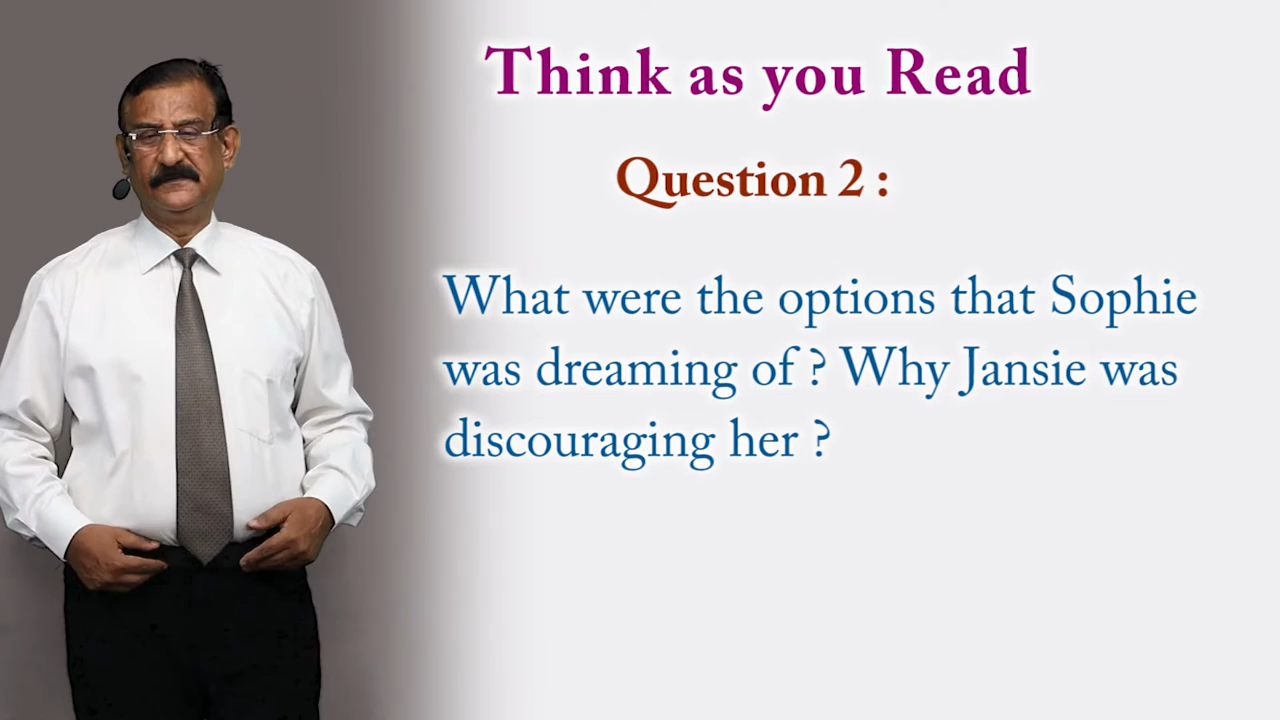 Think as you Read
Question 2 :
What were the options that Sophie
was dreaming of ? Why Jansie was
discouraging her ?